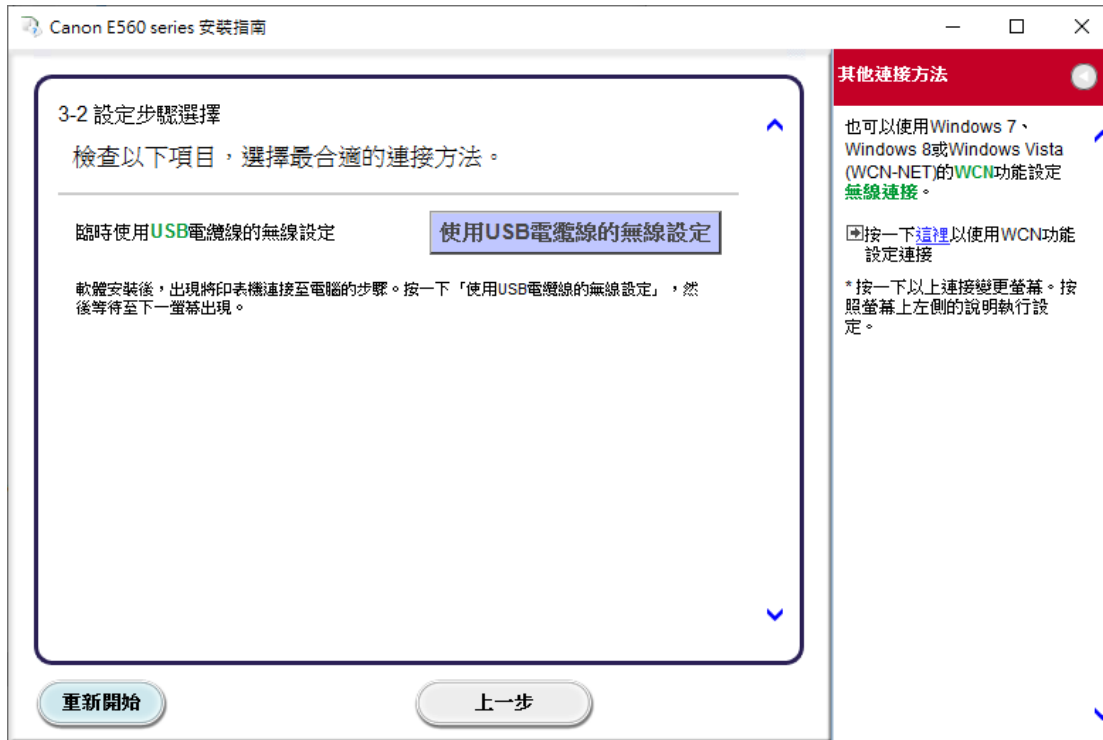 Canon E560 series 安裝指南
3-2 設定步驟選擇
檢查以下項目，選擇最合適的連接方法。
臨時使用USB電纜線的無線設定
使用USB電纜線的無線設定
軟體安裝後，出現將印表機連接至電腦的步驟。按一下「使用USB電纜線的無線設定」，然
後等待至下一螢幕出現。
重新開始
上一步
其他連接方法
也可以使用Windows 7、
Windows 8或Windows Vista
(WCN-NET)的WCN功能設定
無線連接。
按一下這裡以使用WCN功能
設定連接
* 按一下以上連接變更螢幕。按
照螢幕上左側的說明執行設
定。